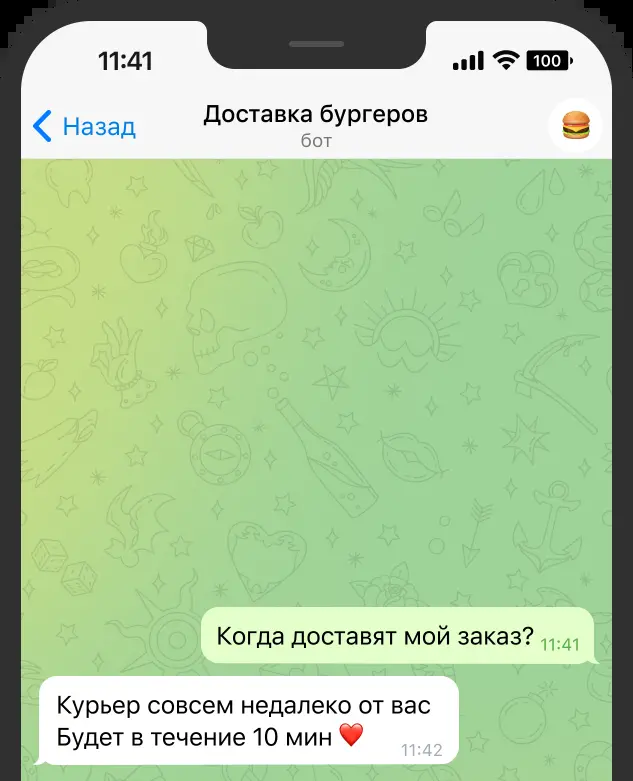 11:41
100
Назад
Доставка бургеров
бот
Когда доставят мой заказ? 11:41
Курьер совсем недалеко от вас
Будет в течение 10 мин ❤️ 11:42